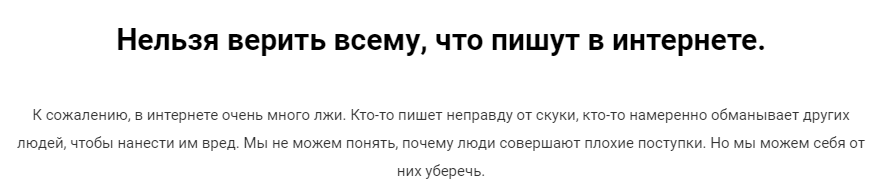 Нельзя верить всему, что пишут в интернете.
К сожалению, в интернете очень много лжи. Кто-то пишет неправду от скуки, кто-то намеренно обманывает других
людей, чтобы нанести им вред. Мы не можем понять, почему люди совершают плохие поступки. Но мы можем себя от
них уберечь.